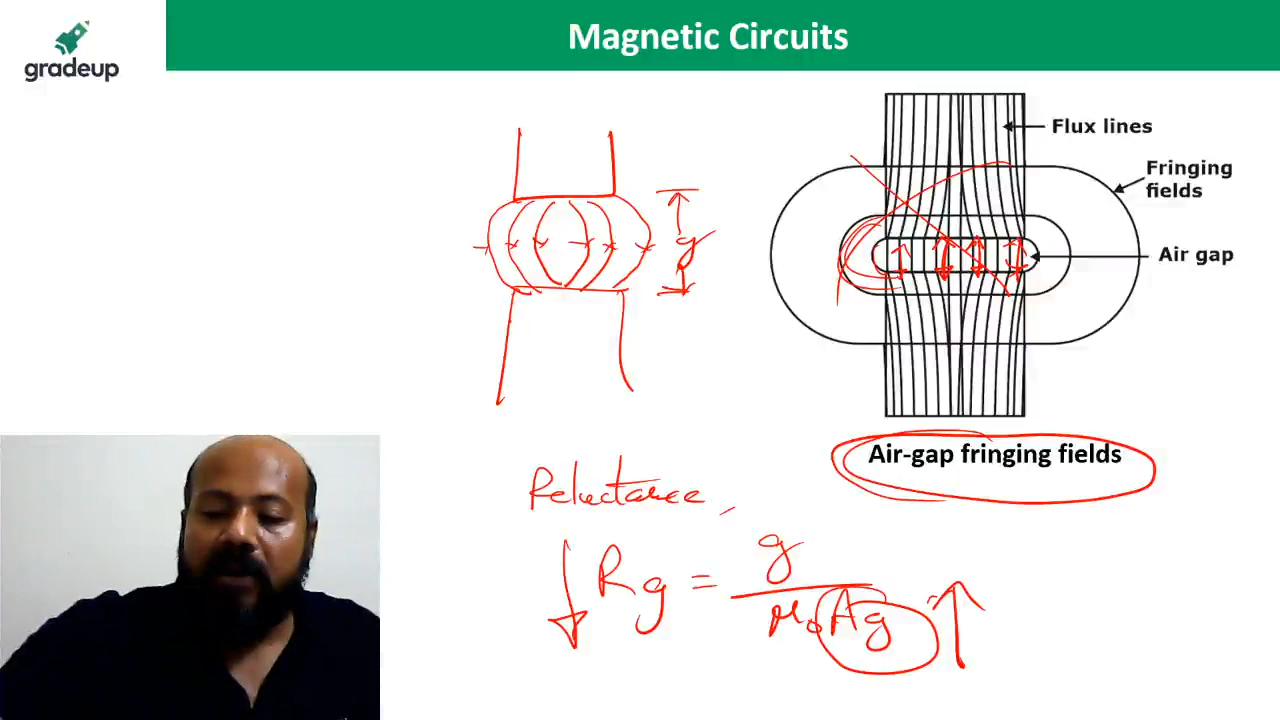 Magnetic Circuits
gradeup
Flux lines
Fringing
fields
Air gap
g
Air-gap fringing fields
Reluctance,
↓ Rg = g / μ₀Ag ↑